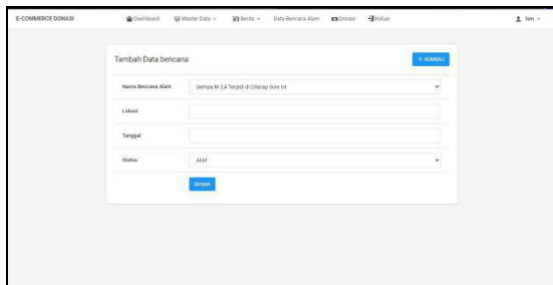 E-COMMERCE DONASI Dashboard Master Data Berita Data Bencana Alam Donasi Keluar
Tambah Data bencana KEMBALI
Nama Bencana Alam Gempa M 5,4 Terjadi di Cilacap Sore Ini
Lokasi
Tanggal
Status Aktif
Simpan